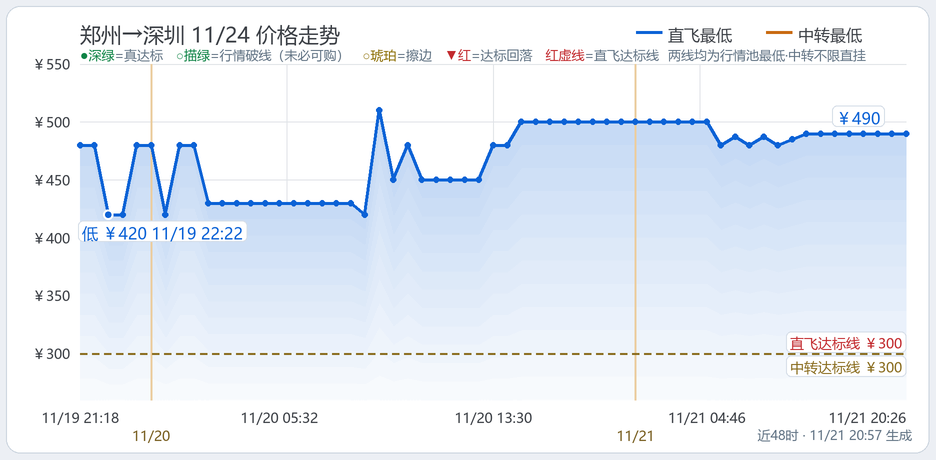 郑州→深圳 11/24 价格走势
直飞最低 中转最低
●深绿=真达标 ○描绿=行情破线（未必可购） ○琥珀=擦边 ▼红=达标回落 红虚线=直飞达标线 两线均为行情池最低·中转不限直挂
¥550
¥500
¥490
¥450
¥400
低 ¥420 11/19 22:22
¥350
¥300
直飞达标线 ¥300
中转达标线 ¥300
11/19 21:18 11/20 05:32 11/20 13:30 11/21 04:46 11/21 20:26
11/20 11/21
近48时 · 11/21 20:57 生成